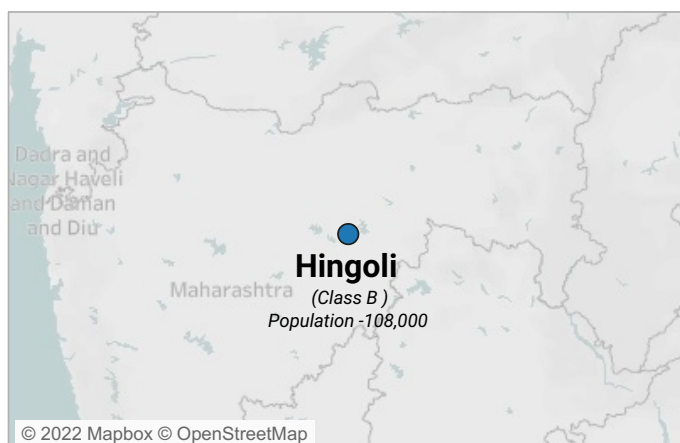 Dadra and
Nagar Haveli
and Daman
and Diu
Hingoli
Maharashtra
(Class B )
Population -108,000
© 2022 Mapbox © OpenStreetMap